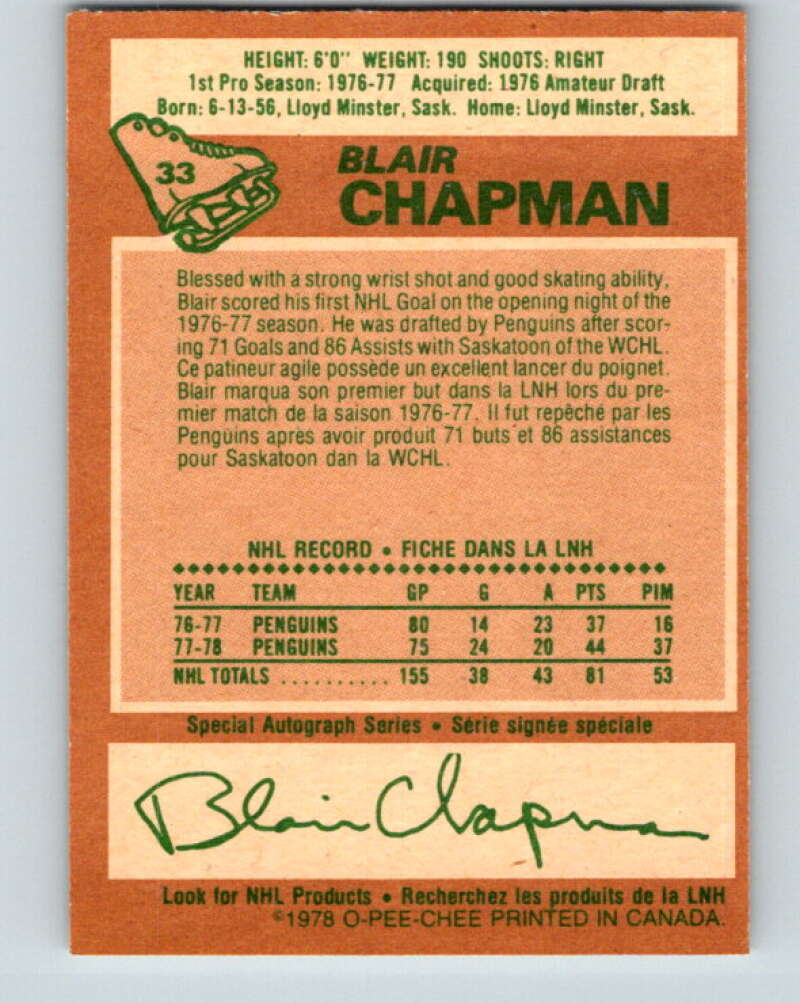 HEIGHT: 6'0" WEIGHT: 190 SHOOTS: RIGHT
1st Pro Season: 1976-77 Acquired: 1976 Amateur Draft
Born: 6-13-56, Lloyd Minster, Sask. Home: Lloyd Minster, Sask.
33
BLAIR
CHAPMAN
Blessed with a strong wrist shot and good skating ability,
Blair scored his first NHL Goal on the opening night of the
1976-77 season. He was drafted by Penguins after scor-
ing 71 Goals and 86 Assists with Saskatoon of the WCHL.
Ce patineur agile possède un excellent lancer du poignet.
Blair marqua son premier but dans la LNH lors du pre-
mier match de la saison 1976-77. Il fut repêché par les
Penguins après avoir produit 71 buts et 86 assistances
pour Saskatoon dan la WCHL.
NHL RECORD • FICHE DANS LA LNH
YEAR TEAM GP G A PTS PIM
76-77 PENGUINS 80 14 23 37 16
77-78 PENGUINS 75 24 20 44 37
NHL TOTALS .......... 155 38 43 81 53
Special Autograph Series • Série signée spéciale
Blair Chapman
Look for NHL Products • Recherchez les produits de la LNH
©1978 O-PEE-CHEE PRINTED IN CANADA.